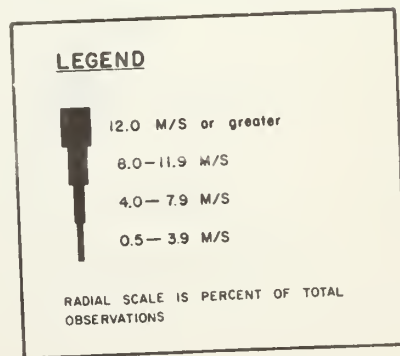 LEGEND
12.0 M/S or greater
8.0–11.9 M/S
4.0– 7.9 M/S
0.5– 3.9 M/S
RADIAL SCALE IS PERCENT OF TOTAL
OBSERVATIONS